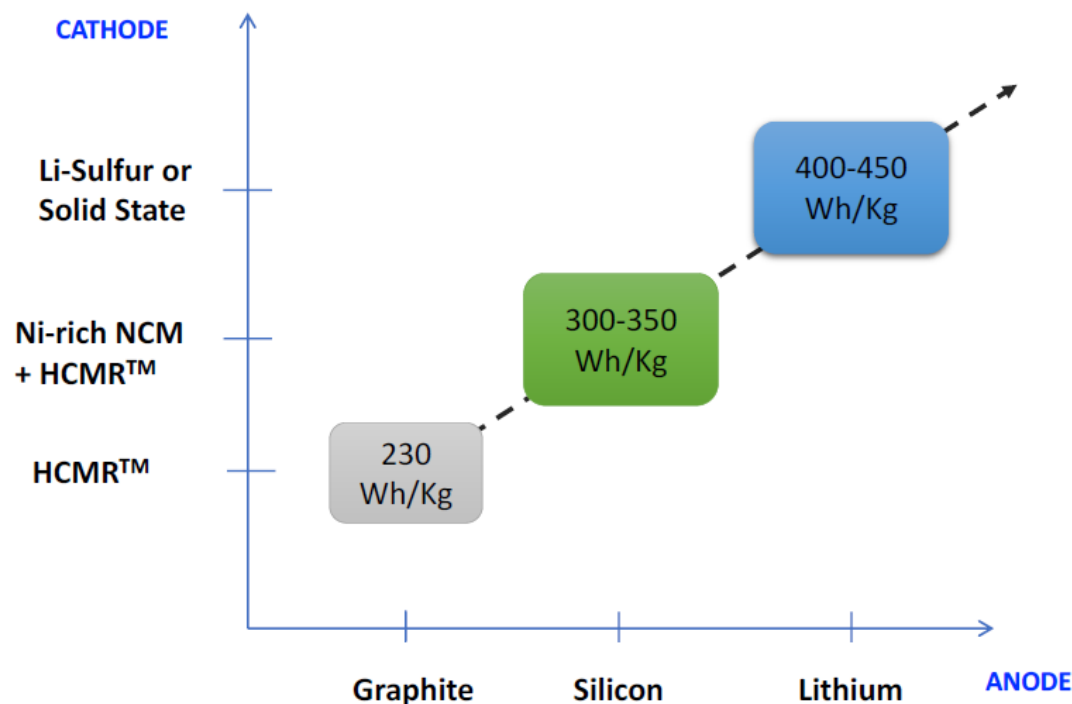 CATHODE
Li-Sulfur or
Solid State
400-450
Wh/Kg
Ni-rich NCM
+ HCMR™
300-350
Wh/Kg
HCMR™
230
Wh/Kg
Graphite
Silicon
Lithium
ANODE